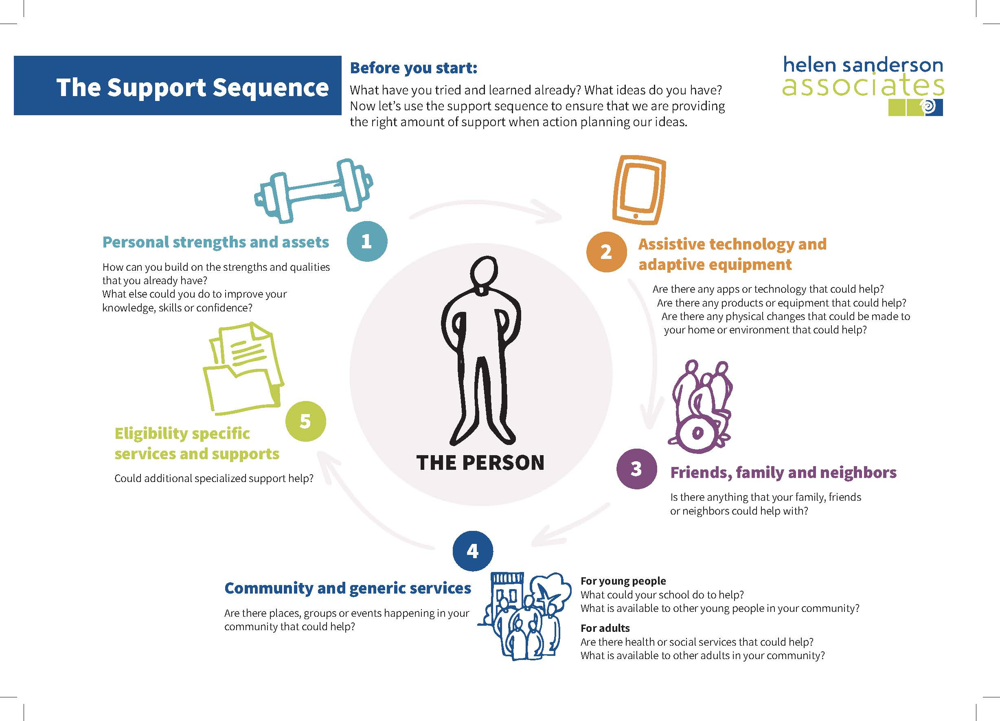 The Support Sequence
Before you start:
What have you tried and learned already? What ideas do you have?
Now let’s use the support sequence to ensure that we are providing
the right amount of support when action planning our ideas.
helen sanderson
associates
1
Personal strengths and assets
How can you build on the strengths and qualities
that you already have?
What else could you do to improve your
knowledge, skills or confidence?
2
Assistive technology and
adaptive equipment
Are there any apps or technology that could help?
Are there any products or equipment that could help?
Are there any physical changes that could be made to
your home or environment that could help?
THE PERSON
3
Friends, family and neighbors
Is there anything that your family, friends
or neighbors could help with?
4
Community and generic services
Are there places, groups or events happening in your
community that could help?
For young people
What could your school do to help?
What is available to other young people in your community?
For adults
Are there health or social services that could help?
What is available to other adults in your community?
5
Eligibility specific
services and supports
Could additional specialized support help?